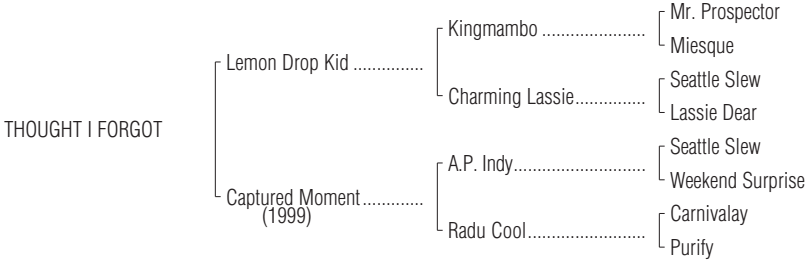 Mr. Prospector
Kingmambo ......................
Miesque
Lemon Drop Kid ...............
Seattle Slew
Charming Lassie...............
Lassie Dear
THOUGHT I FORGOT
Seattle Slew
A.P. Indy............................
Weekend Surprise
Captured Moment.............
(1999)
Carnivalay
Radu Cool.........................
Purify